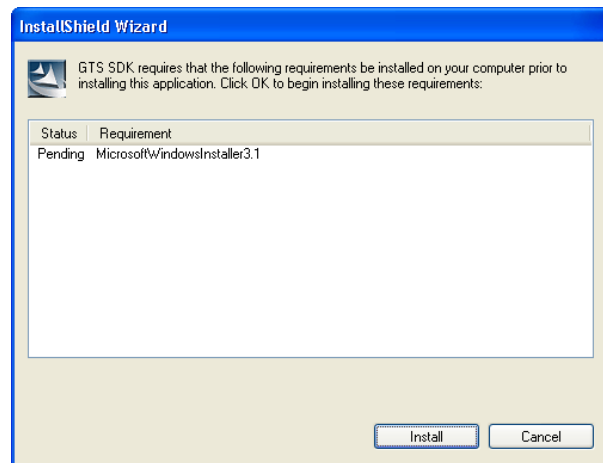 InstallShield Wizard
GTS SDK requires that the following requirements be installed on your computer prior to
installing this application. Click OK to begin installing these requirements:
Status Requirement
Pending MicrosoftWindowsInstaller3.1
Install Cancel